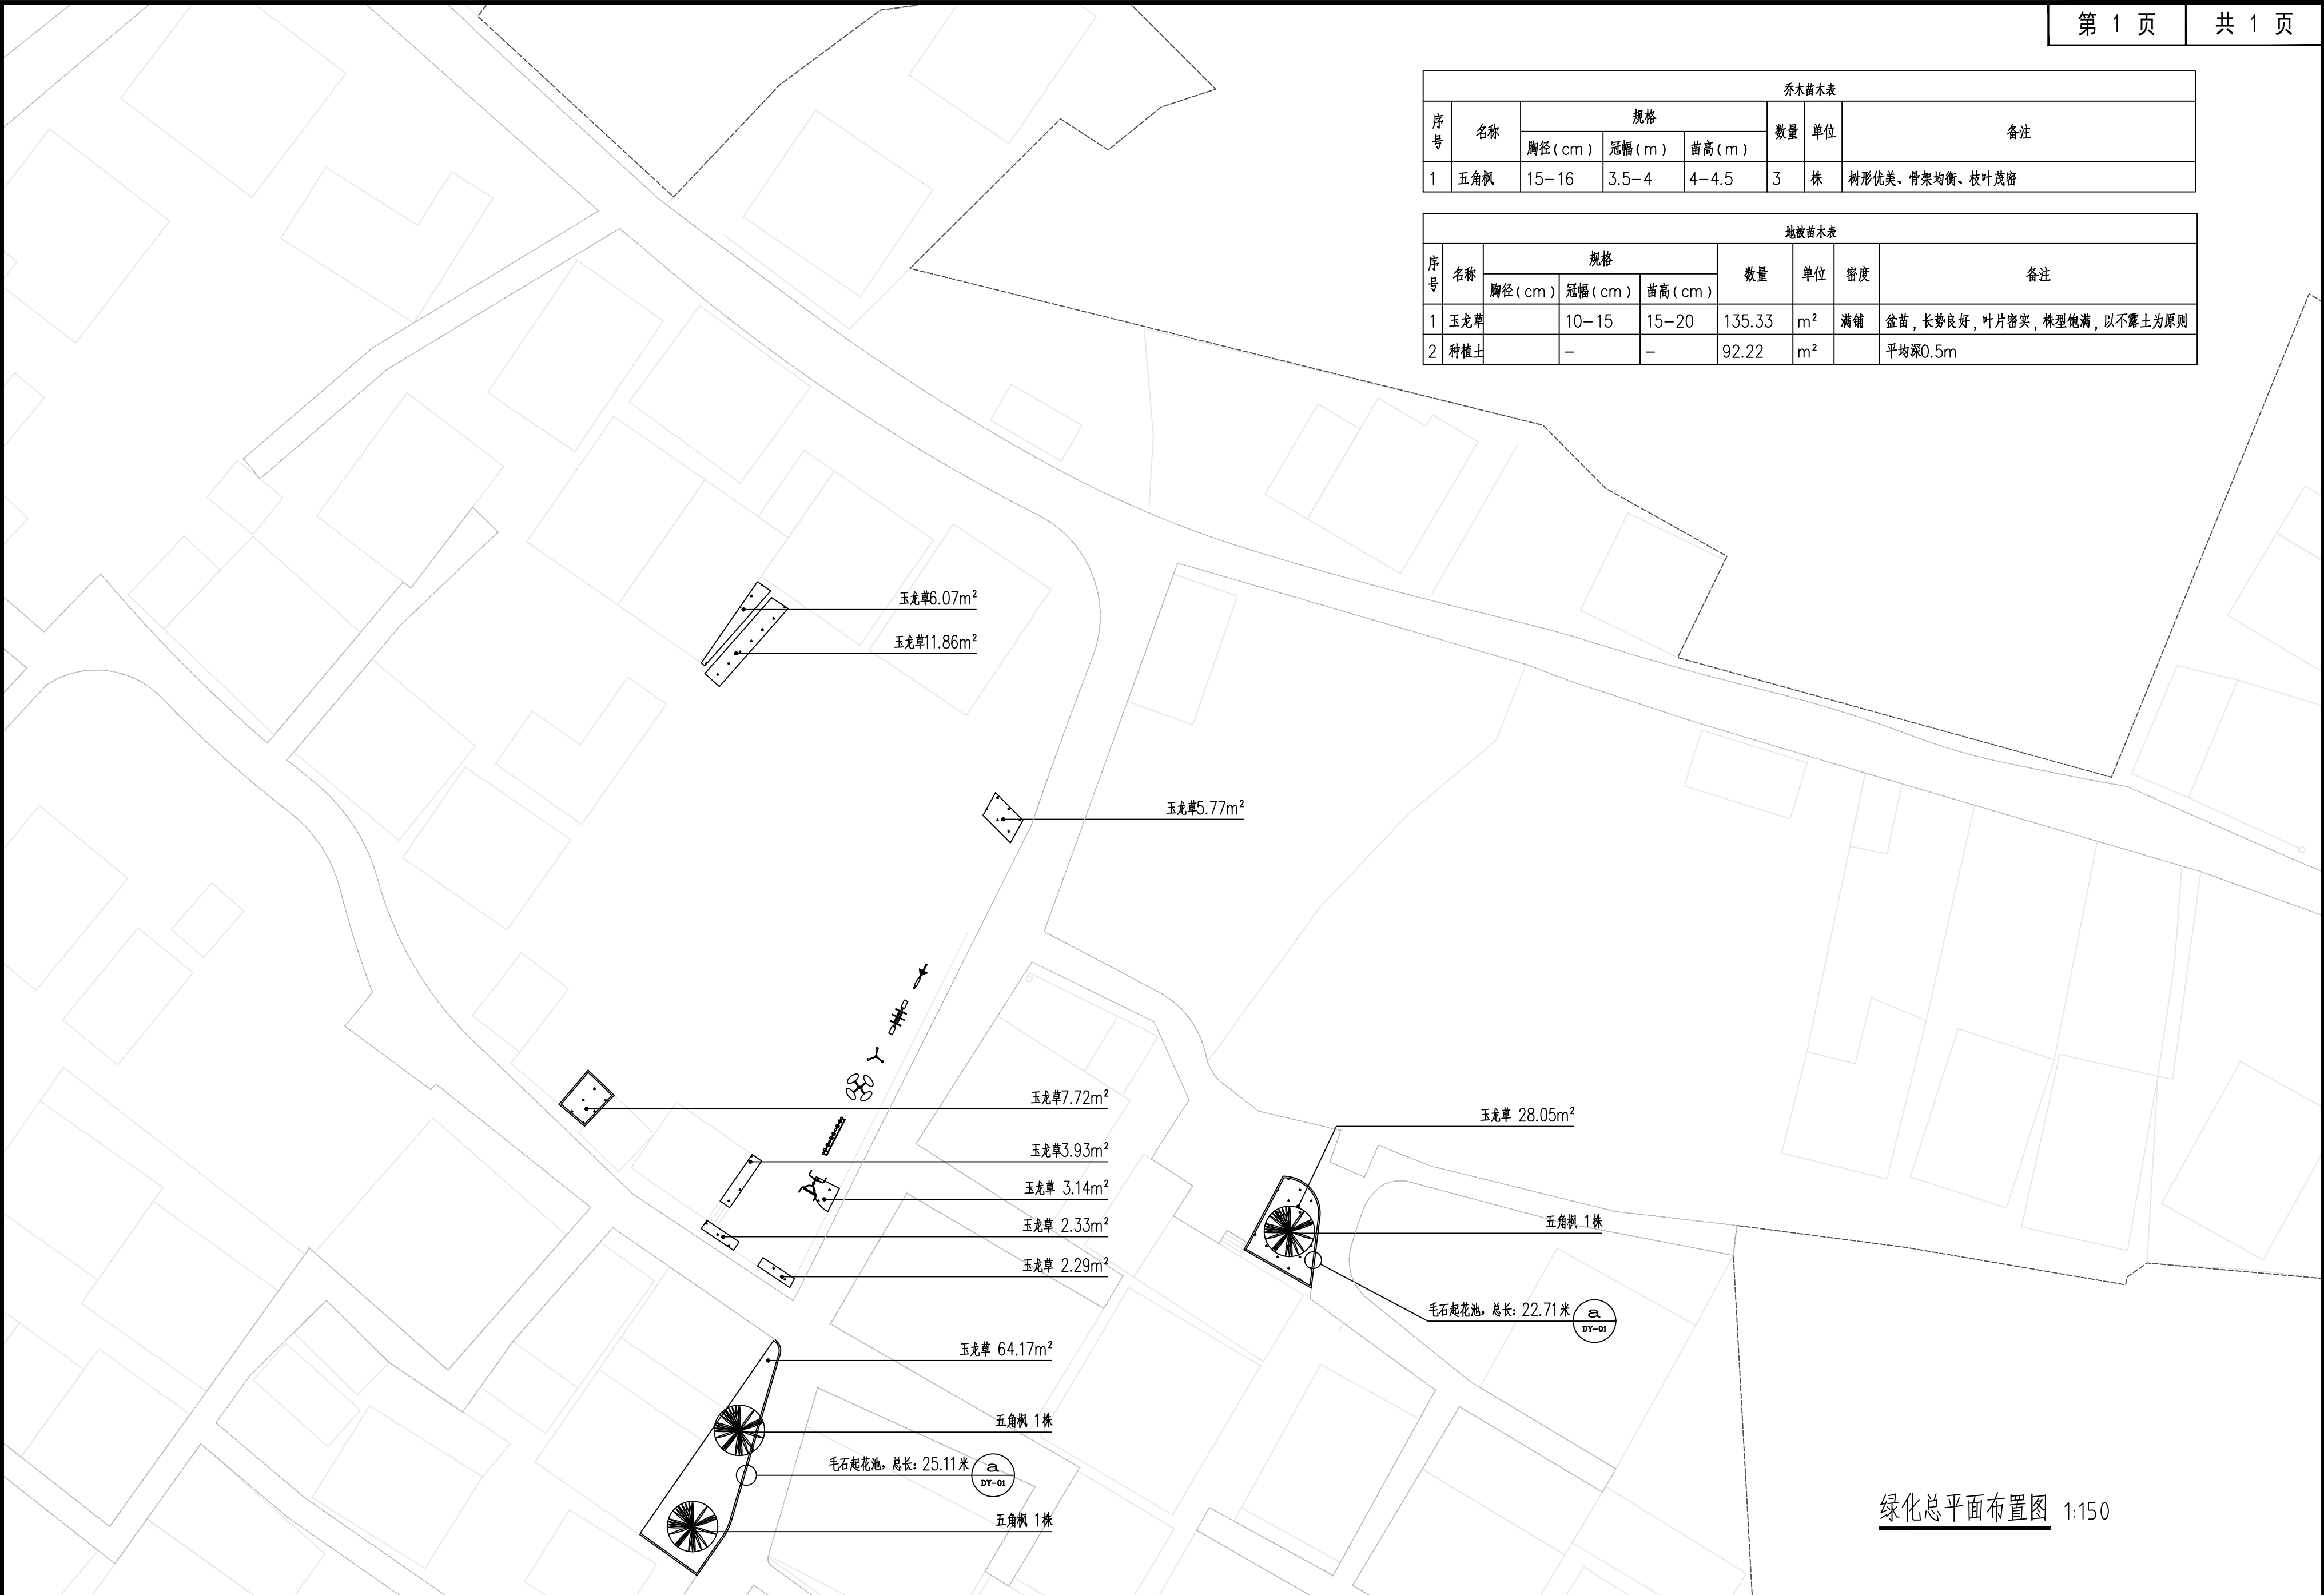 第 1 页 共 1 页
乔木苗木表
序号 名称 规格 数量 单位 备注
胸径(cm) 冠幅(m) 苗高(m)
1 五角枫 15-16 3.5-4 4-4.5 3 株 树形优美、骨架均衡、枝叶茂密
地被苗木表
序号 名称 规格 数量 单位 密度 备注
胸径(cm) 冠幅(cm) 苗高(cm)
1 玉龙草 10-15 15-20 135.33 m² 满铺 盆苗,长势良好,叶片密实,株型饱满,以不露土为原则
2 种植土 - - 92.22 m² 平均深0.5m
玉龙草6.07m²
玉龙草11.86m²
玉龙草5.77m²
玉龙草7.72m²
玉龙草3.93m²
玉龙草 3.14m²
玉龙草 2.33m²
玉龙草 2.29m²
玉龙草 28.05m²
五角枫 1株
毛石起花池，总长：22.71米
a
DY-01
玉龙草 64.17m²
五角枫 1株
毛石起花池，总长：25.11米
a
DY-01
五角枫 1株
绿化总平面布置图 1:150